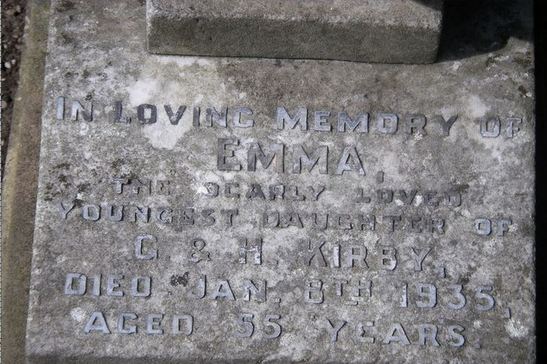 IN LOVING MEMORY OF
EMMA,
THE DEARLY LOVED
YOUNGEST DAUGHTER OF
G & H. KIRBY,
DIED JAN. 8TH 1935,
AGED 55 YEARS.